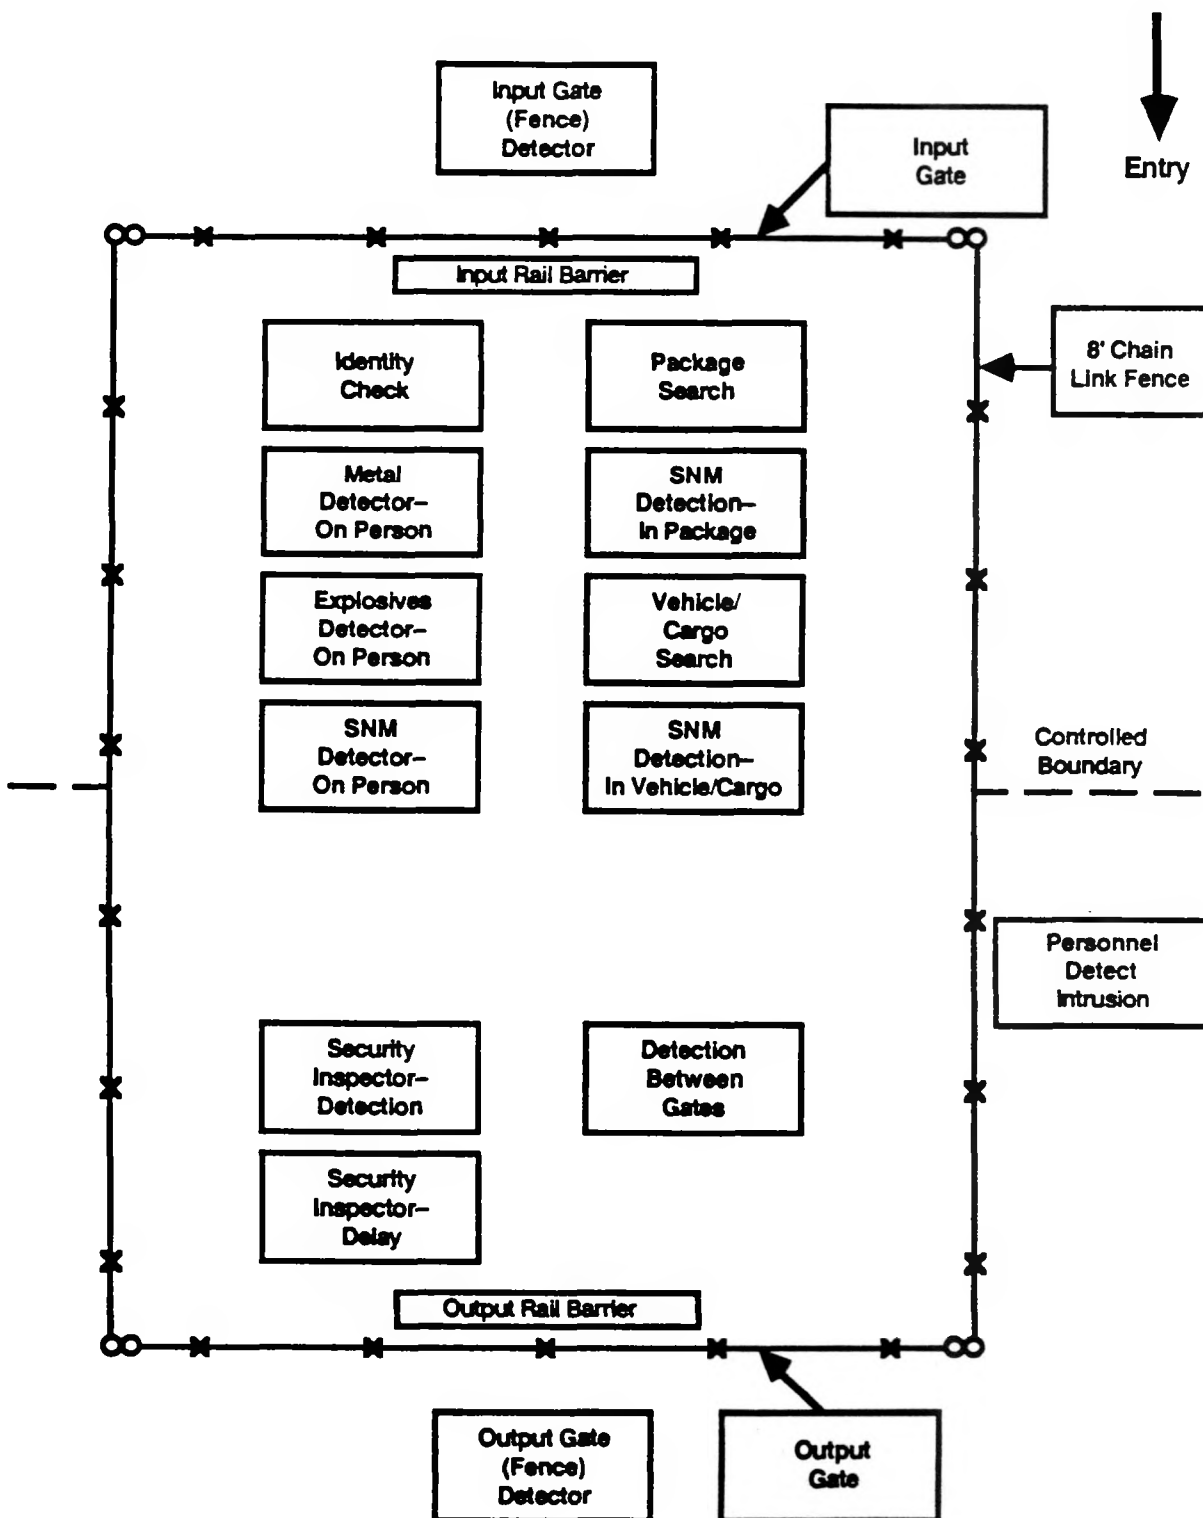 Input Gate
(Fence)
Detector
Input
Gate
Entry
Input Rail Barrier
Identity
Check
Package
Search
8' Chain
Link Fence
Metal
Detector–
On Person
SNM
Detection–
In Package
Explosives
Detector–
On Person
Vehicle/
Cargo
Search
SNM
Detector–
On Person
SNM
Detection–
In Vehicle/Cargo
Controlled
Boundary
Personnel
Detect
Intrusion
Security
Inspector–
Detection
Detection
Between
Gates
Security
Inspector–
Delay
Output Rail Barrier
Output Gate
(Fence)
Detector
Output
Gate